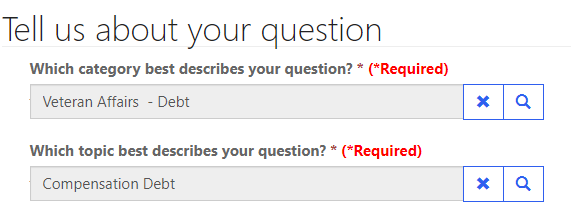 Tell us about your question
Which category best describes your question? * (*Required)
Veteran Affairs  - Debt
Which topic best describes your question? * (*Required)
Compensation Debt